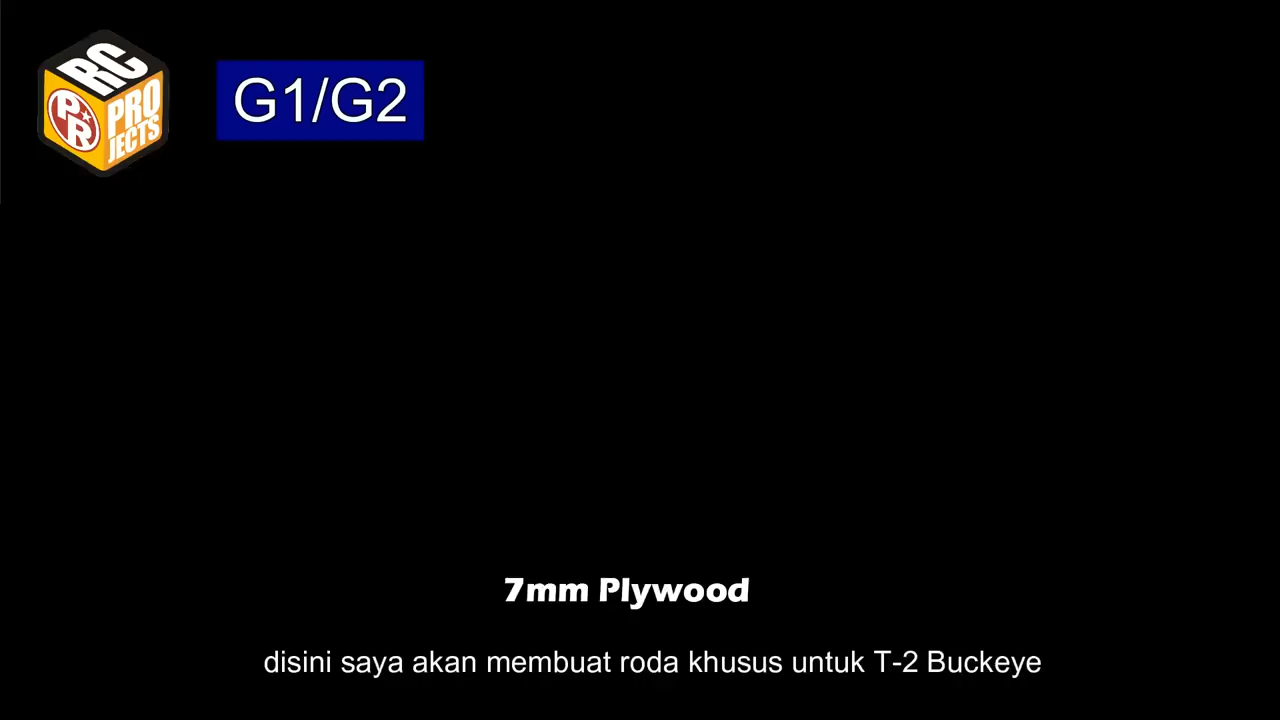 RC
PR
PRO
JECTS
G1/G2
7mm Plywood
disini saya akan membuat roda khusus untuk T-2 Buckeye